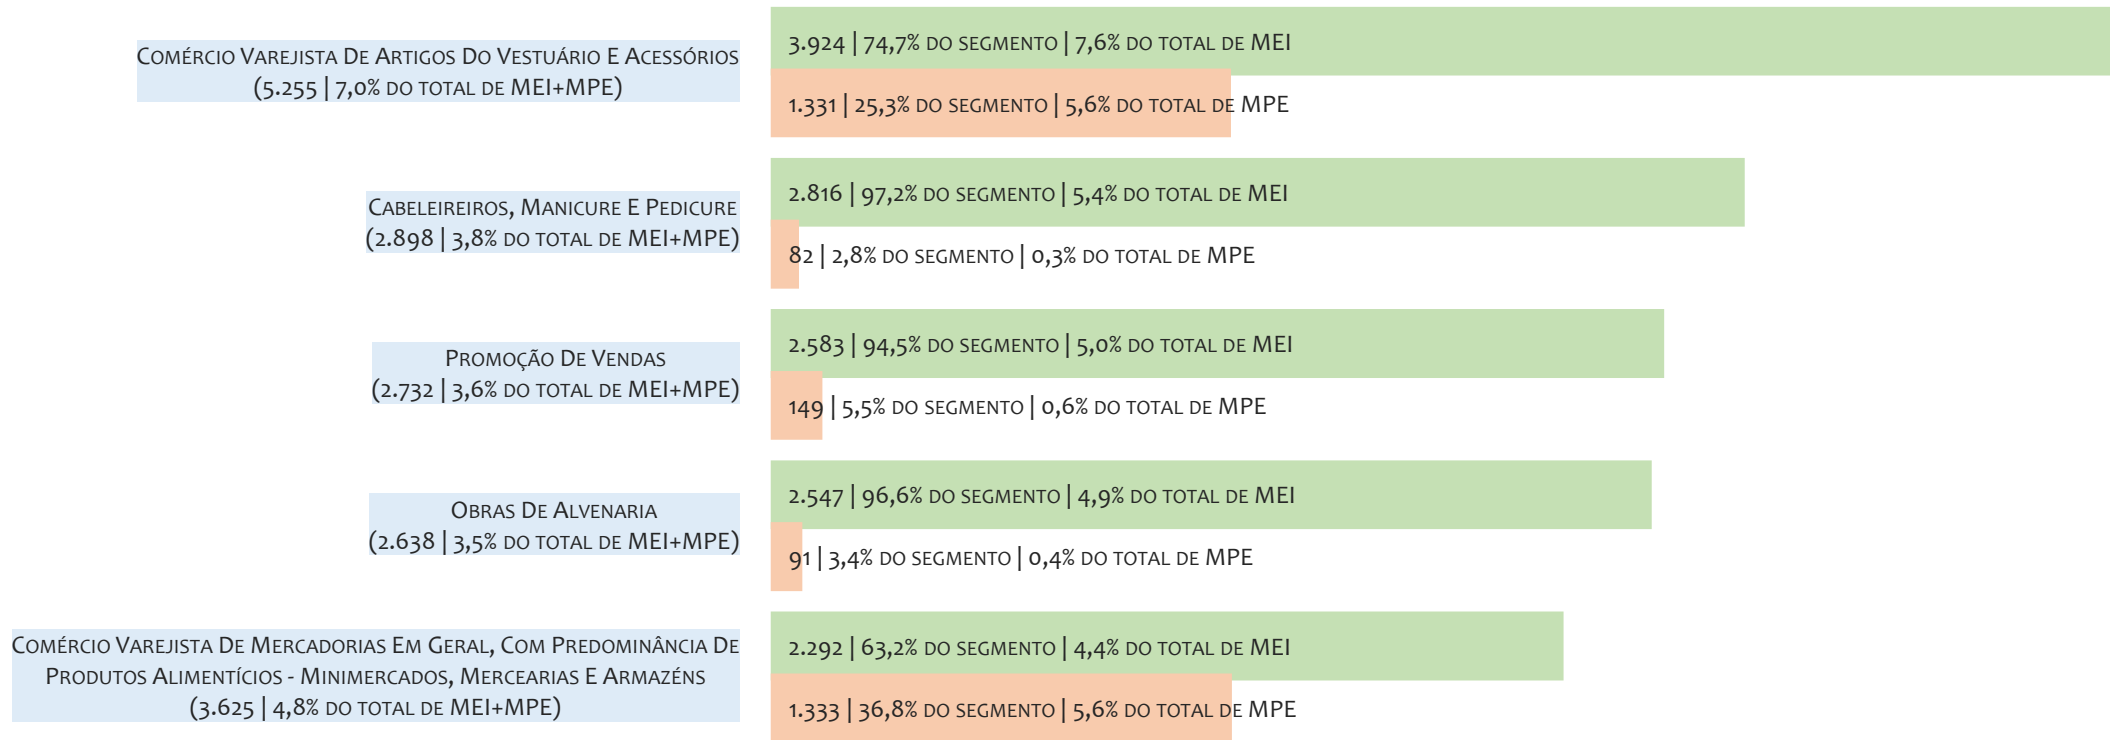 Comércio Varejista De Artigos Do Vestuário E Acessórios
(5.255 | 7,0% do total de MEI+MPE)
3.924 | 74,7% do segmento | 7,6% do total de MEI
1.331 | 25,3% do segmento | 5,6% do total de MPE
Cabeleireiros, Manicure E Pedicure
(2.898 | 3,8% do total de MEI+MPE)
2.816 | 97,2% do segmento | 5,4% do total de MEI
82 | 2,8% do segmento | 0,3% do total de MPE
Promoção De Vendas
(2.732 | 3,6% do total de MEI+MPE)
2.583 | 94,5% do segmento | 5,0% do total de MEI
149 | 5,5% do segmento | 0,6% do total de MPE
Obras De Alvenaria
(2.638 | 3,5% do total de MEI+MPE)
2.547 | 96,6% do segmento | 4,9% do total de MEI
91 | 3,4% do segmento | 0,4% do total de MPE
Comércio Varejista De Mercadorias Em Geral, Com Predominância De
Produtos Alimentícios - Minimercados, Mercearias E Armazéns
(3.625 | 4,8% do total de MEI+MPE)
2.292 | 63,2% do segmento | 4,4% do total de MEI
1.333 | 36,8% do segmento | 5,6% do total de MPE